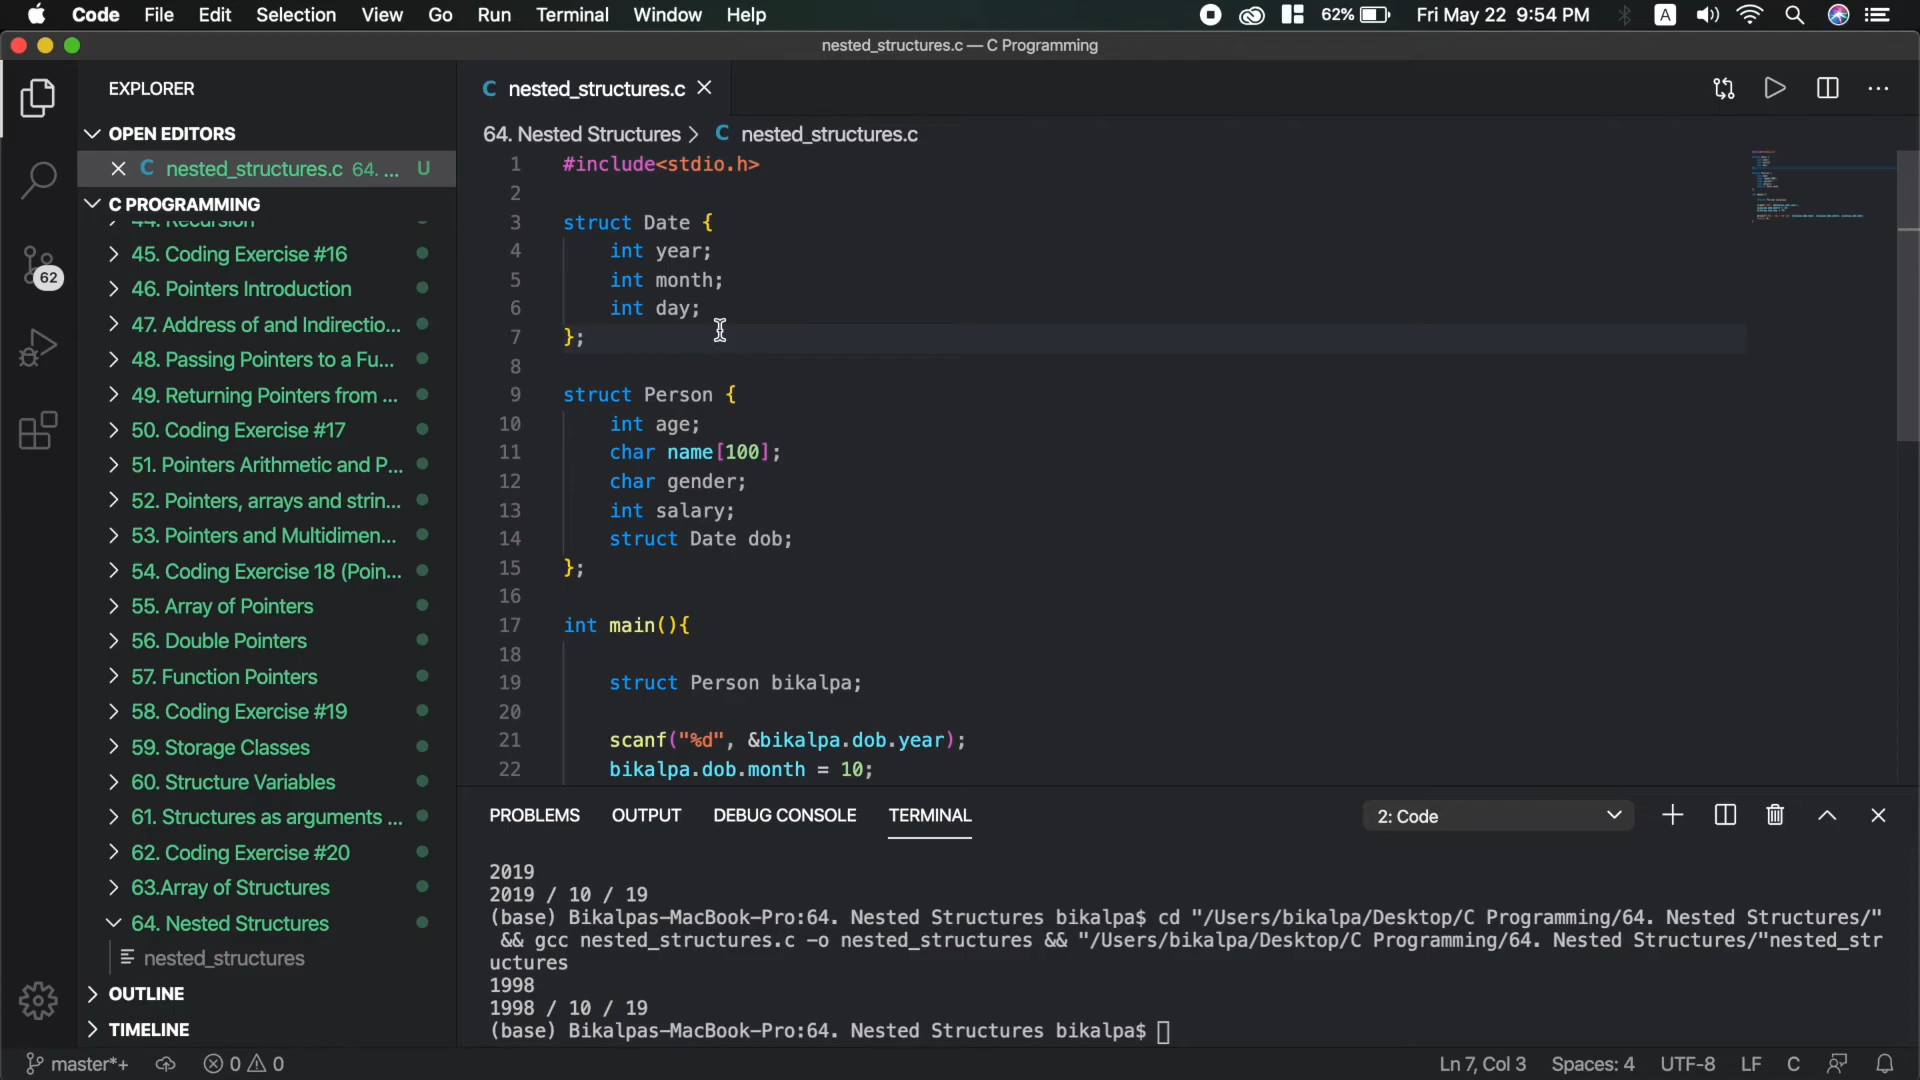 Code File Edit Selection View Go Run Terminal Window Help 62% Fri May 22 9:54 PM A
nested_structures.c — C Programming
EXPLORER
OPEN EDITORS
nested_structures.c 64. ... U
C PROGRAMMING
44. Recursion
45. Coding Exercise #16
46. Pointers Introduction
47. Address of and Indirectio...
48. Passing Pointers to a Fu...
49. Returning Pointers from ...
50. Coding Exercise #17
51. Pointers Arithmetic and P...
52. Pointers, arrays and strin...
53. Pointers and Multidimen...
54. Coding Exercise 18 (Poin...
55. Array of Pointers
56. Double Pointers
57. Function Pointers
58. Coding Exercise #19
59. Storage Classes
60. Structure Variables
61. Structures as arguments ...
62. Coding Exercise #20
63.Array of Structures
64. Nested Structures
nested_structures
OUTLINE
TIMELINE
62
C nested_structures.c
64. Nested Structures > C nested_structures.c
1 #include<stdio.h>
2
3 struct Date {
4 int year;
5 int month;
6 int day;
7 };
8
9 struct Person {
10 int age;
11 char name[100];
12 char gender;
13 int salary;
14 struct Date dob;
15 };
16
17 int main(){
18
19 struct Person bikalpa;
20
21 scanf("%d", &bikalpa.dob.year);
22 bikalpa.dob.month = 10;
PROBLEMS OUTPUT DEBUG CONSOLE TERMINAL 2: Code
2019
2019 / 10 / 19
(base) Bikalpas-MacBook-Pro:64. Nested Structures bikalpa$ cd "/Users/bikalpa/Desktop/C Programming/64. Nested Structures/"
&& gcc nested_structures.c -o nested_structures && "/Users/bikalpa/Desktop/C Programming/64. Nested Structures/"nested_str
uctures
1998
1998 / 10 / 19
(base) Bikalpas-MacBook-Pro:64. Nested Structures bikalpa$
master*+ 0 0 Ln 7, Col 3 Spaces: 4 UTF-8 LF C